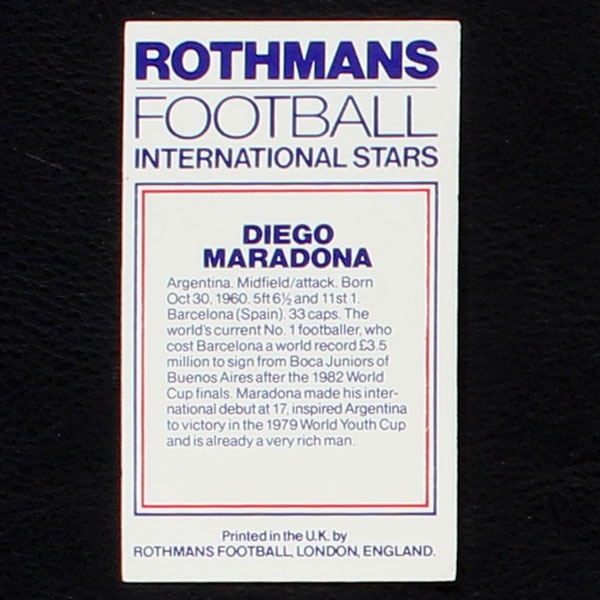 ROTHMANS
FOOTBALL
INTERNATIONAL STARS
DIEGO
MARADONA
Argentina. Midfield/attack. Born
Oct 30, 1960. 5ft 6½ and 11st 1.
Barcelona (Spain). 33 caps. The
world's current No. 1 footballer, who
cost Barcelona a world record £3.5
million to sign from Boca Juniors of
Buenos Aires after the 1982 World
Cup finals. Maradona made his inter-
national debut at 17, inspired Argentina
to victory in the 1979 World Youth Cup
and is already a very rich man.
Printed in the U.K. by
ROTHMANS FOOTBALL, LONDON, ENGLAND.